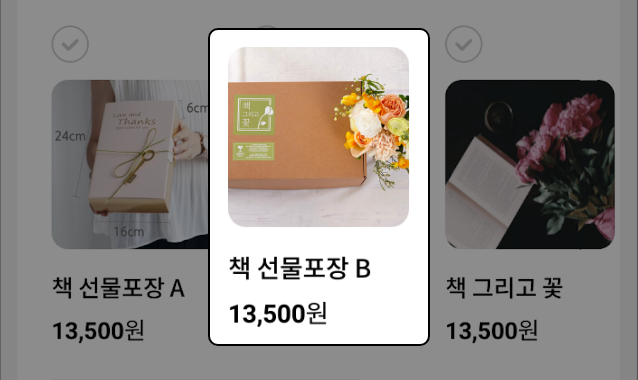 Luv and
Thanks
6cm
24cm
16cm
책 선물포장 A
13,500원
책
그리고
꽃
책 선물포장 B
13,500원
책 그리고 꽃
13,500원